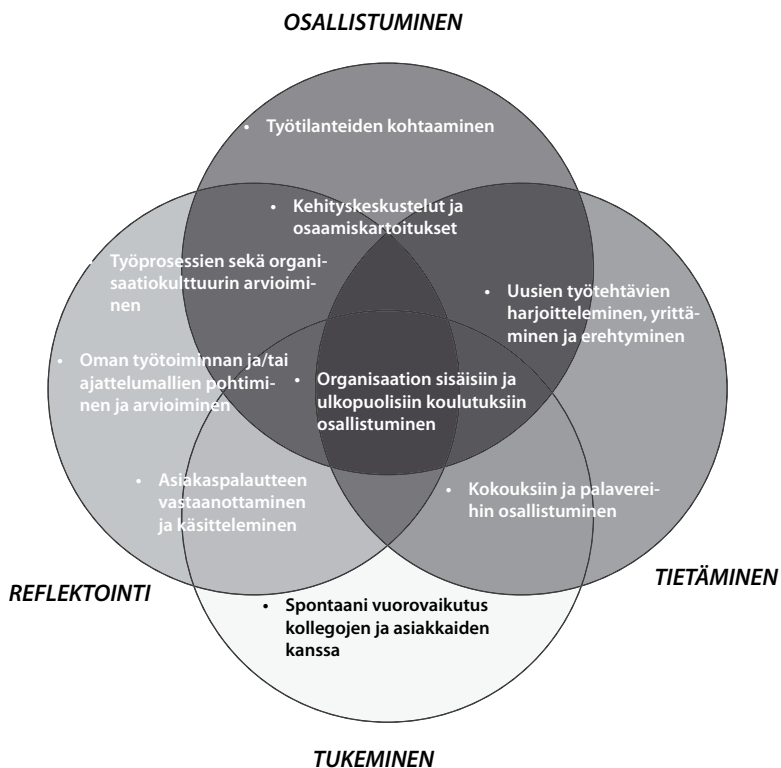 OSALLISTUMINEN
• Työtilanteiden kohtaaminen
• Kehityskeskustelut ja
osaamiskartoitukset
• Työprosessien sekä organi-
saatiokulttuurin arvioimi-
nen
• Uusien työtehtävien
harjoitteleminen, yrittä-
minen ja erehtyminen
• Oman työtoiminnan ja/tai
ajattelumallien pohtimi-
nen ja arvioiminen
• Organisaation sisäisiin ja
ulkopuolisiin koulutuksiin
osallistuminen
• Asiakaspalautteen
vastaanottaminen
ja käsitteleminen
• Kokouksiin ja palaverei-
hin osallistuminen
REFLEKTOINTI
TIETÄMINEN
• Spontaani vuorovaikutus
kollegojen ja asiakkaiden
kanssa
TUKEMINEN